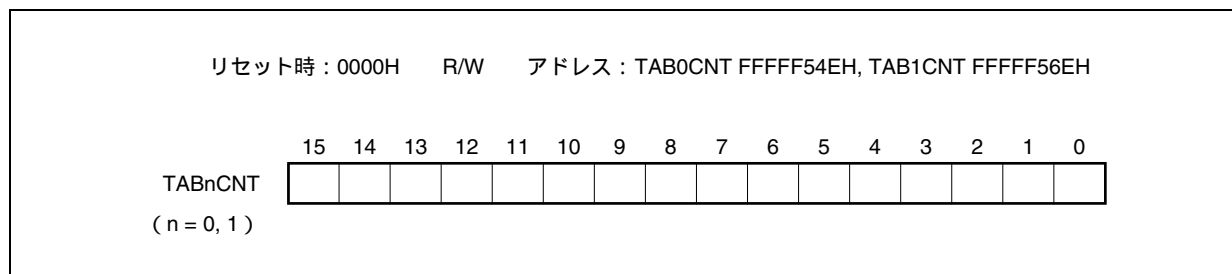 リセット時：0000H R/W アドレス：TAB0CNT FFFFF54EH, TAB1CNT FFFFF56EH
15 14 13 12 11 10 9 8 7 6 5 4 3 2 1 0
TABnCNT
（n = 0, 1）